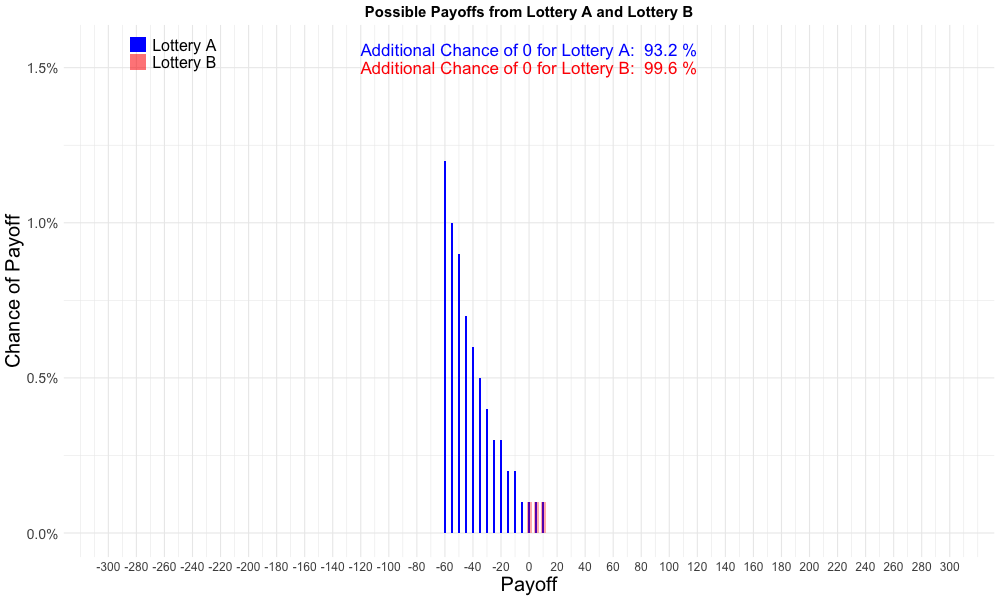 Possible Payoffs from Lottery A and Lottery B
Lottery A
Lottery B
Additional Chance of 0 for Lottery A: 93.2 %
Additional Chance of 0 for Lottery B: 99.6 %
Chance of Payoff
1.5%
1.0%
0.5%
0.0%
-300 -280 -260 -240 -220 -200 -180 -160 -140 -120 -100 -80 -60 -40 -20 0 20 40 60 80 100 120 140 160 180 200 220 240 260 280 300
Payoff